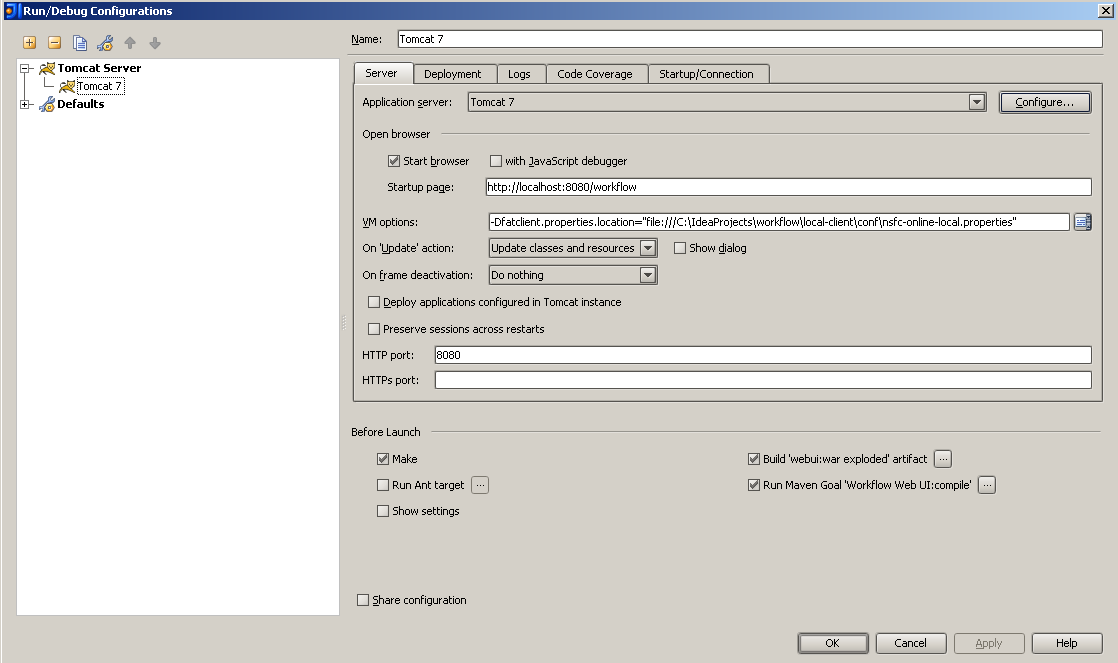 Run/Debug Configurations
Tomcat Server
Tomcat 7
Defaults
Name: Tomcat 7
Server Deployment Logs Code Coverage Startup/Connection
Application server: Tomcat 7 Configure...
Open browser
Start browser with JavaScript debugger
Startup page: http://localhost:8080/workflow
VM options: -Dfatclient.properties.location="file:///C:\IdeaProjects\workflow\local-client\conf\nsfc-online-local.properties"
On 'Update' action: Update classes and resources Show dialog
On frame deactivation: Do nothing
Deploy applications configured in Tomcat instance
Preserve sessions across restarts
HTTP port: 8080
HTTPs port:
Before Launch
Make Build 'webui:war exploded' artifact ...
Run Ant target ... Run Maven Goal 'Workflow Web UI:compile' ...
Show settings
Share configuration
OK Cancel Apply Help